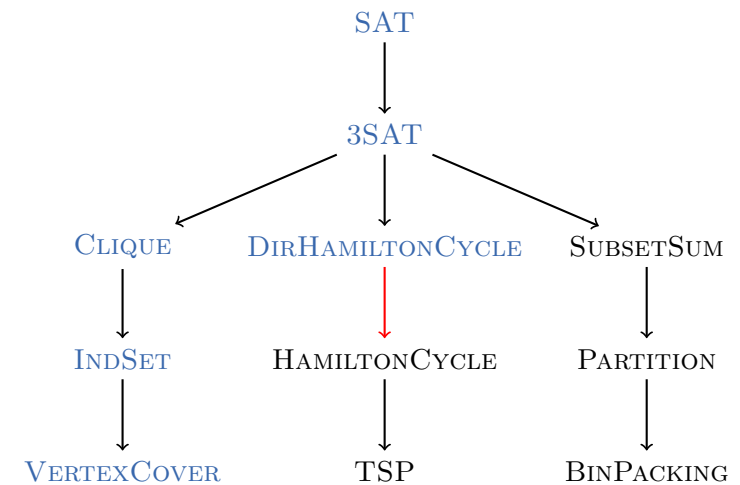 SAT
3SAT
CLIQUE DIRHAMILTONCYCLE SUBSETSUM
INDSET HAMILTONCYCLE PARTITION
VERTEXCOVER TSP BINPACKING